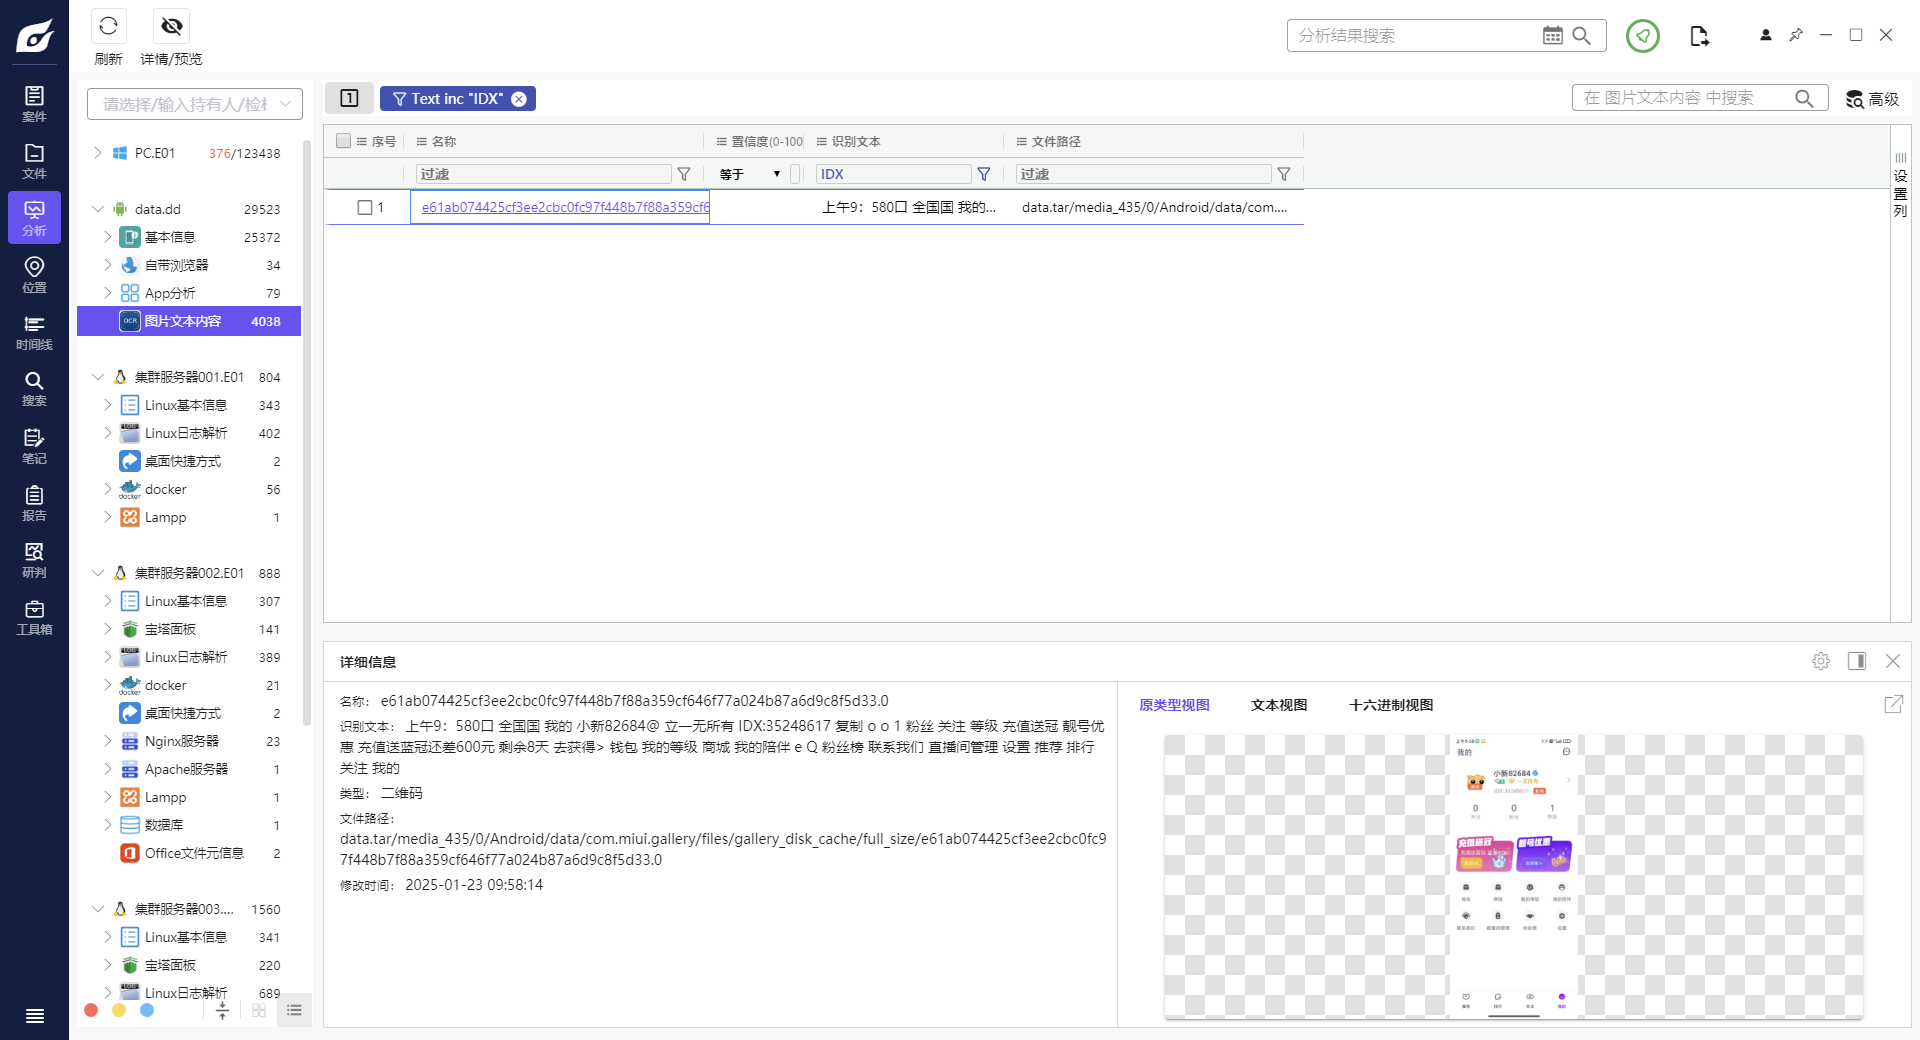 刷新
详情/预览
分析结果搜索
案件
文件
分析
位置
时间线
搜索
笔记
报告
研判
工具箱
请选择/输入持有人/检
PC.E01 376/123438
data.dd 29523
基本信息 25372
自带浏览器 34
App分析 79
OCR 图片文本内容 4038
集群服务器001.E01 804
Linux基本信息 343
Linux日志解析 402
桌面快捷方式 2
docker docker 56
Lampp 1
集群服务器002.E01 888
Linux基本信息 307
宝塔面板 141
Linux日志解析 389
docker docker 21
桌面快捷方式 2
Nginx服务器 23
Apache服务器 1
Lampp 1
数据库 1
Office文件元信息 2
集群服务器003.... 1560
Linux基本信息 341
宝塔面板 220
Linux日志解析 689
1 Text inc "IDX"
在 图片文本内容 中搜索
高级
序号 名称 置信度(0-100 识别文本 文件路径
过滤 等于 IDX 过滤
1 e61ab074425cf3ee2cbc0fc97f448b7f88a359cf6 上午9：580口 全国国 我的... data.tar/media_435/0/Android/data/com....
设置列
详细信息
名称： e61ab074425cf3ee2cbc0fc97f448b7f88a359cf646f77a024b87a6d9c8f5d33.0
识别文本： 上午9：580口 全国国 我的 小新82684@ 立一无所有 IDX:35248617 复制 o o 1 粉丝 关注 等级 充值送冠 靓号优
惠 充值送蓝冠还差600元 剩余8天 去获得> 钱包 我的等级 商城 我的陪伴 e Q 粉丝榜 联系我们 直播间管理 设置 推荐 排行
关注 我的
类型： 二维码
文件路径：
data.tar/media_435/0/Android/data/com.miui.gallery/files/gallery_disk_cache/full_size/e61ab074425cf3ee2cbc0fc9
7f448b7f88a359cf646f77a024b87a6d9c8f5d33.0
修改时间： 2025-01-23 09:58:14
原类型视图 文本视图 十六进制视图
我的
小新82684
IDX:35248617
0 0 1
充值送冠 靓号优惠